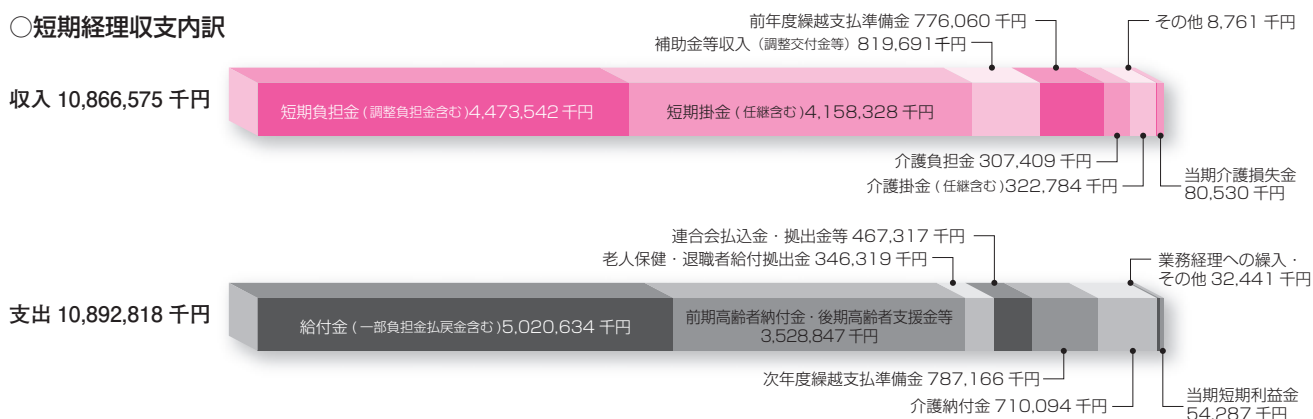 ○短期経理収支内訳
前年度繰越支払準備金 776,060 千円
その他 8,761 千円
補助金等収入（調整交付金等）819,691千円
収入 10,866,575 千円
短期負担金(調整負担金含む)4,473,542 千円
短期掛金(任継含む)4,158,328 千円
介護負担金 307,409 千円
介護掛金(任継含む)322,784 千円
当期介護損失金
80,530 千円
連合会払込金・拠出金等 467,317 千円
老人保健・退職者給付拠出金 346,319 千円
業務経理への繰入・
その他 32,441 千円
支出 10,892,818 千円
給付金(一部負担金払戻金含む)5,020,634 千円
前期高齢者納付金・後期高齢者支援金等
3,528,847 千円
次年度繰越支払準備金 787,166 千円
介護納付金 710,094 千円
当期短期利益金
54,287 千円